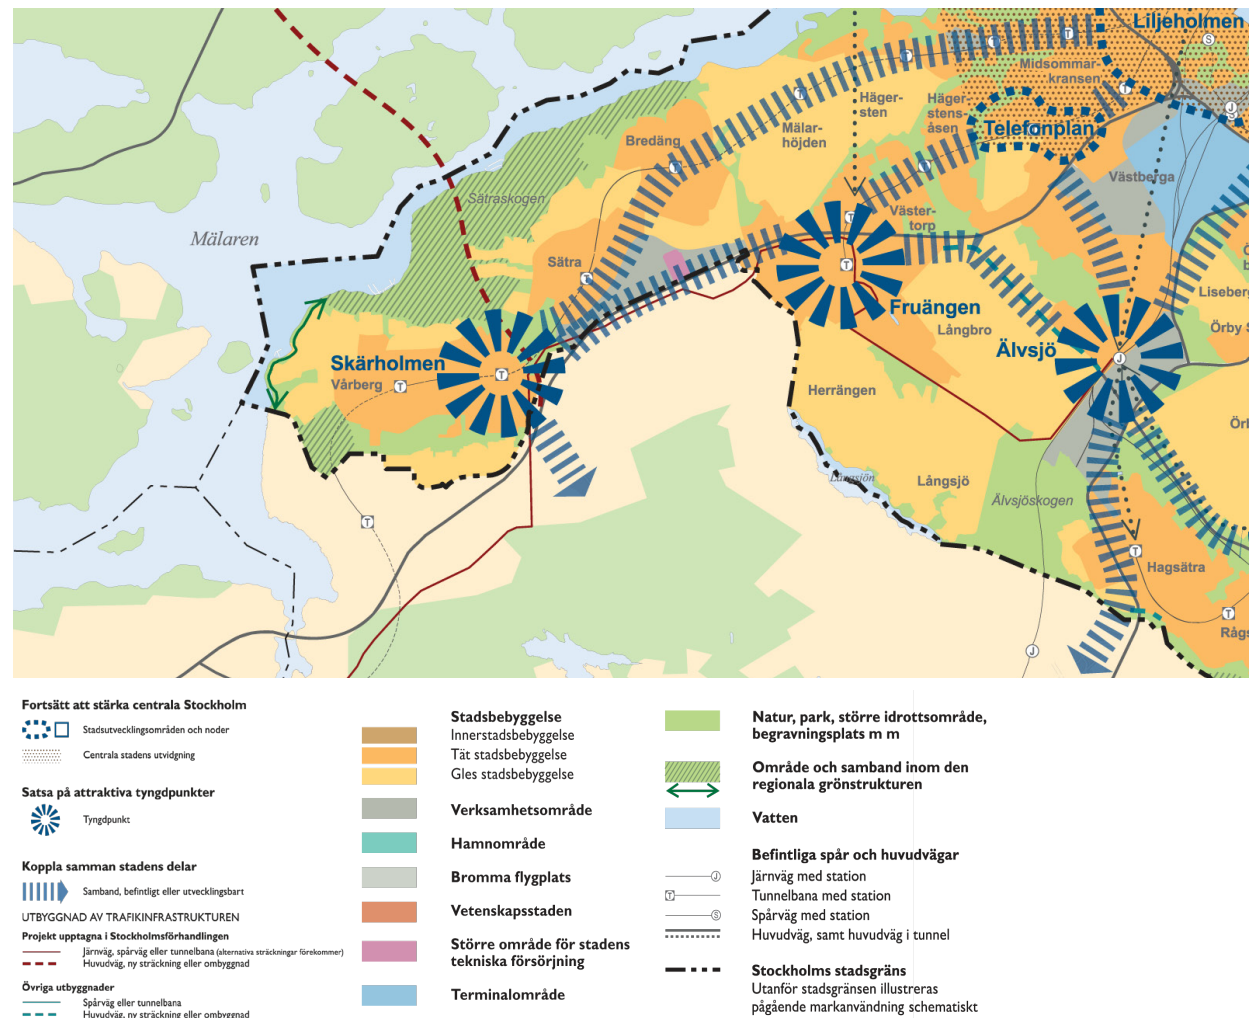 Liljeholmen
Midsommar-
kransen
Häger-
sten
Häger-
stens-
åsen
Telefonplan
Mälar-
höjden
Bredäng
Västberga
Sätraskogen
Väster-
torp
Mälaren
Sätra
Fruängen
Liseberg
Långbro
Örby S
Älvsjö
Skärholmen
Vårberg
Herrängen
Långsjön
Långsjö
Älvsjöskogen
Hagsätra
Rågs
Fortsätt att stärka centrala Stockholm
Stadsutvecklingsområden och noder
Centrala stadens utvidgning
Satsa på attraktiva tyngdpunkter
Tyngdpunkt
Koppla samman stadens delar
Samband, befintligt eller utvecklingsbart
UTBYGGNAD AV TRAFIKINFRASTRUKTUREN
Projekt upptagna i Stockholmsförhandlingen
Järnväg, spårväg eller tunnelbana (alternativa sträckningar förekommer)
Huvudväg, ny sträckning eller ombyggnad
Övriga utbyggnader
Spårväg eller tunnelbana
Huvudväg, ny sträckning eller ombyggnad
Stadsbebyggelse
Innerstadsbebyggelse
Tät stadsbebyggelse
Gles stadsbebyggelse
Verksamhetsområde
Hamnområde
Bromma flygplats
Vetenskapsstaden
Större område för stadens
tekniska försörjning
Terminalområde
Natur, park, större idrottsområde,
begravningsplats m m
Område och samband inom den
regionala grönstrukturen
Vatten
Befintliga spår och huvudvägar
Järnväg med station
Tunnelbana med station
Spårväg med station
Huvudväg, samt huvudväg i tunnel
Stockholms stadsgräns
Utanför stadsgränsen illustreras
pågående markanvändning schematiskt